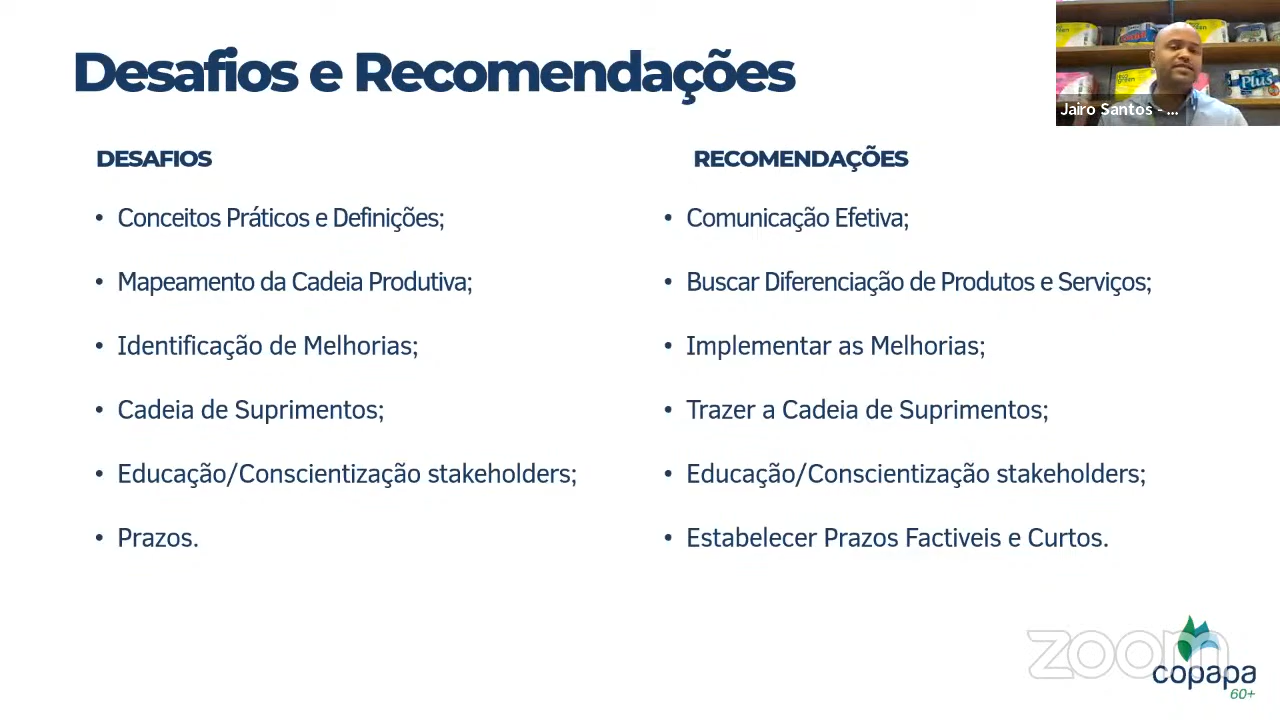 Desafios e Recomendações
Plus
Jairo Santos - ...
DESAFIOS
• Conceitos Práticos e Definições;
• Mapeamento da Cadeia Produtiva;
• Identificação de Melhorias;
• Cadeia de Suprimentos;
• Educação/Conscientização stakeholders;
• Prazos.
RECOMENDAÇÕES
• Comunicação Efetiva;
• Buscar Diferenciação de Produtos e Serviços;
• Implementar as Melhorias;
• Trazer a Cadeia de Suprimentos;
• Educação/Conscientização stakeholders;
• Estabelecer Prazos Factiveis e Curtos.
zoom
copapa
60+